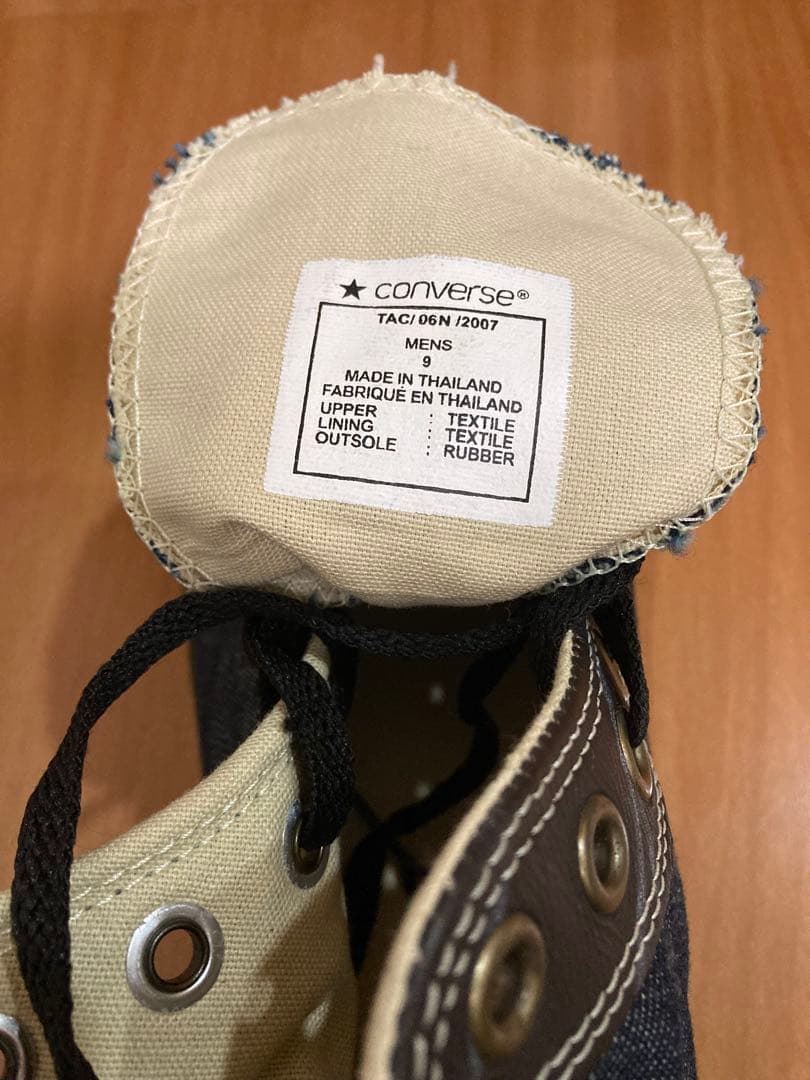 ★ converse®
TAC/ 06N /2007
MENS
9
MADE IN THAILAND
FABRIQUÉ EN THAILAND
UPPER : TEXTILE
LINING : TEXTILE
OUTSOLE : RUBBER